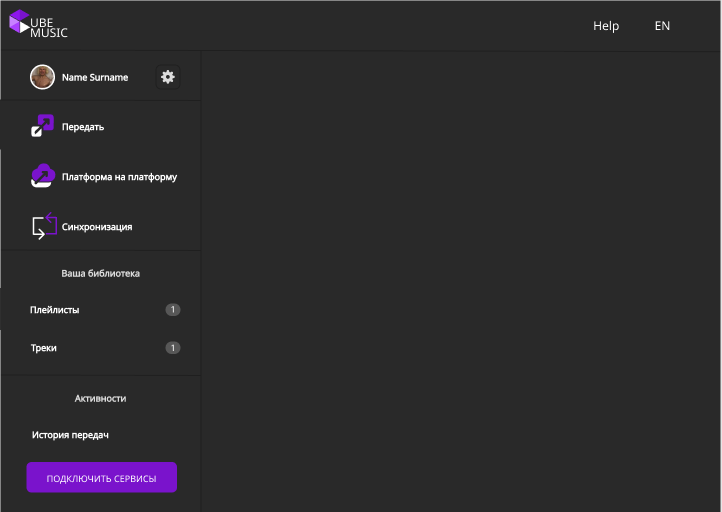 UBE
MUSIC
Help
EN
Name Surname
Передать
Платформа на платформу
Синхронизация
Ваша библиотека
Плейлисты
1
Треки
1
Активности
История передач
ПОДКЛЮЧИТЬ СЕРВИСЫ